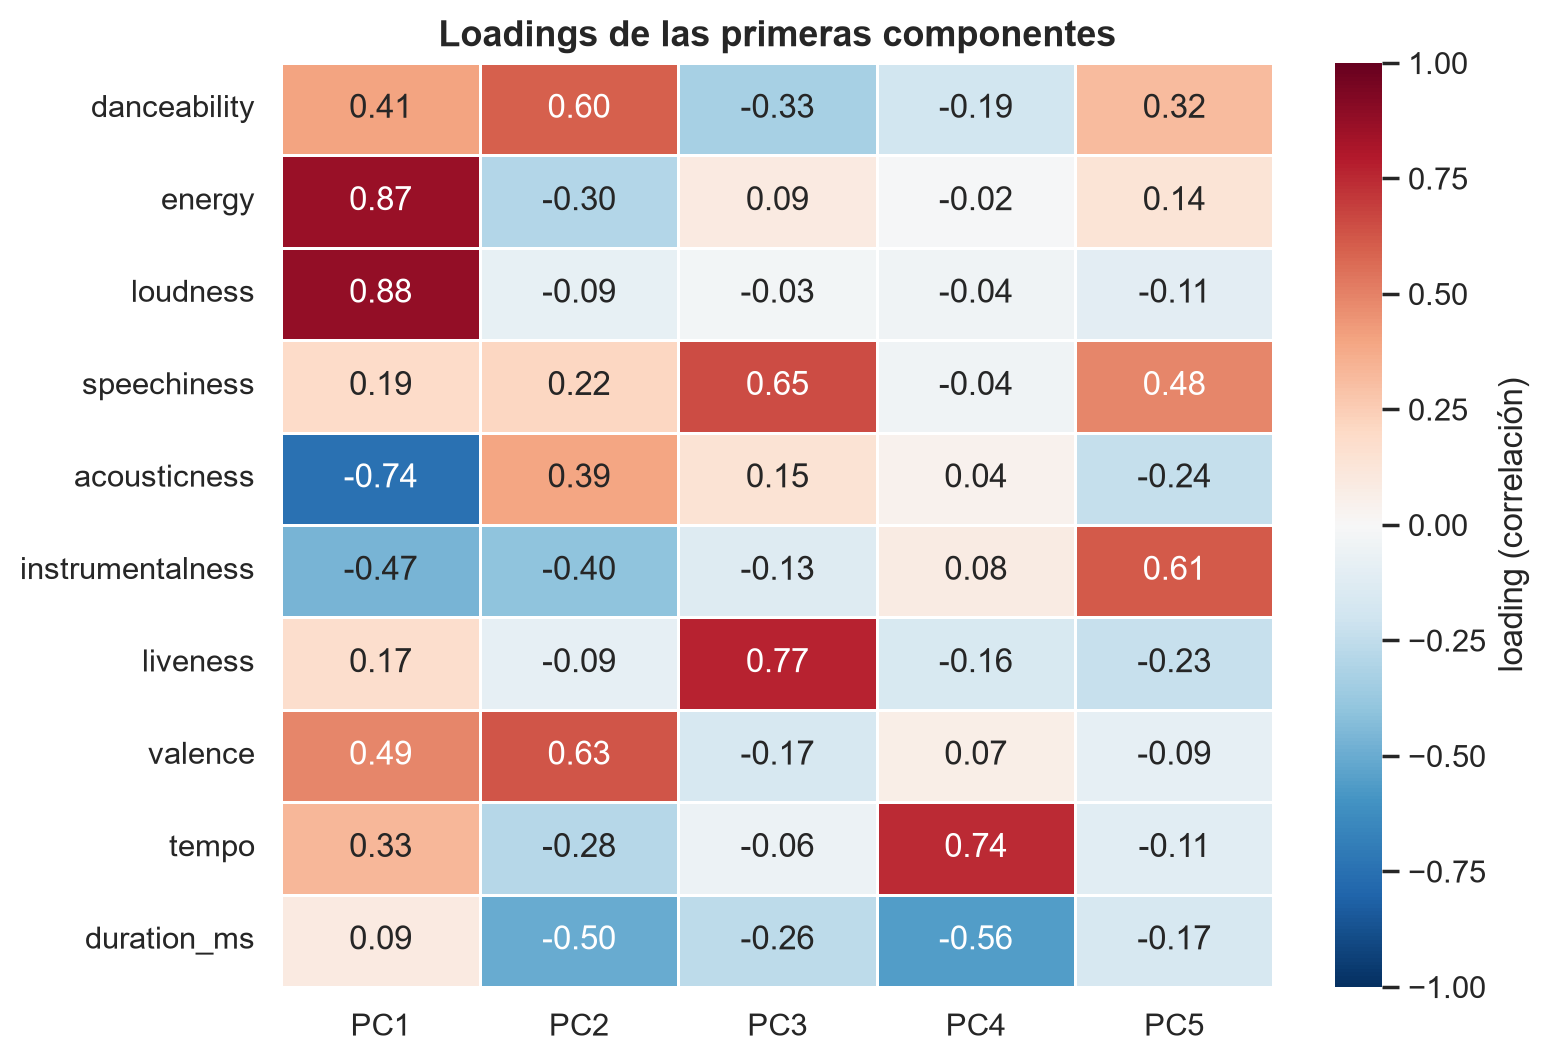 Loadings de las primeras componentes
danceability 0.41 0.60 -0.33 -0.19 0.32
energy 0.87 -0.30 0.09 -0.02 0.14
loudness 0.88 -0.09 -0.03 -0.04 -0.11
speechiness 0.19 0.22 0.65 -0.04 0.48
acousticness -0.74 0.39 0.15 0.04 -0.24
instrumentalness -0.47 -0.40 -0.13 0.08 0.61
liveness 0.17 -0.09 0.77 -0.16 -0.23
valence 0.49 0.63 -0.17 0.07 -0.09
tempo 0.33 -0.28 -0.06 0.74 -0.11
duration_ms 0.09 -0.50 -0.26 -0.56 -0.17
PC1 PC2 PC3 PC4 PC5
1.00
0.75
0.50
0.25
0.00
−0.25
−0.50
−0.75
−1.00
loading (correlación)